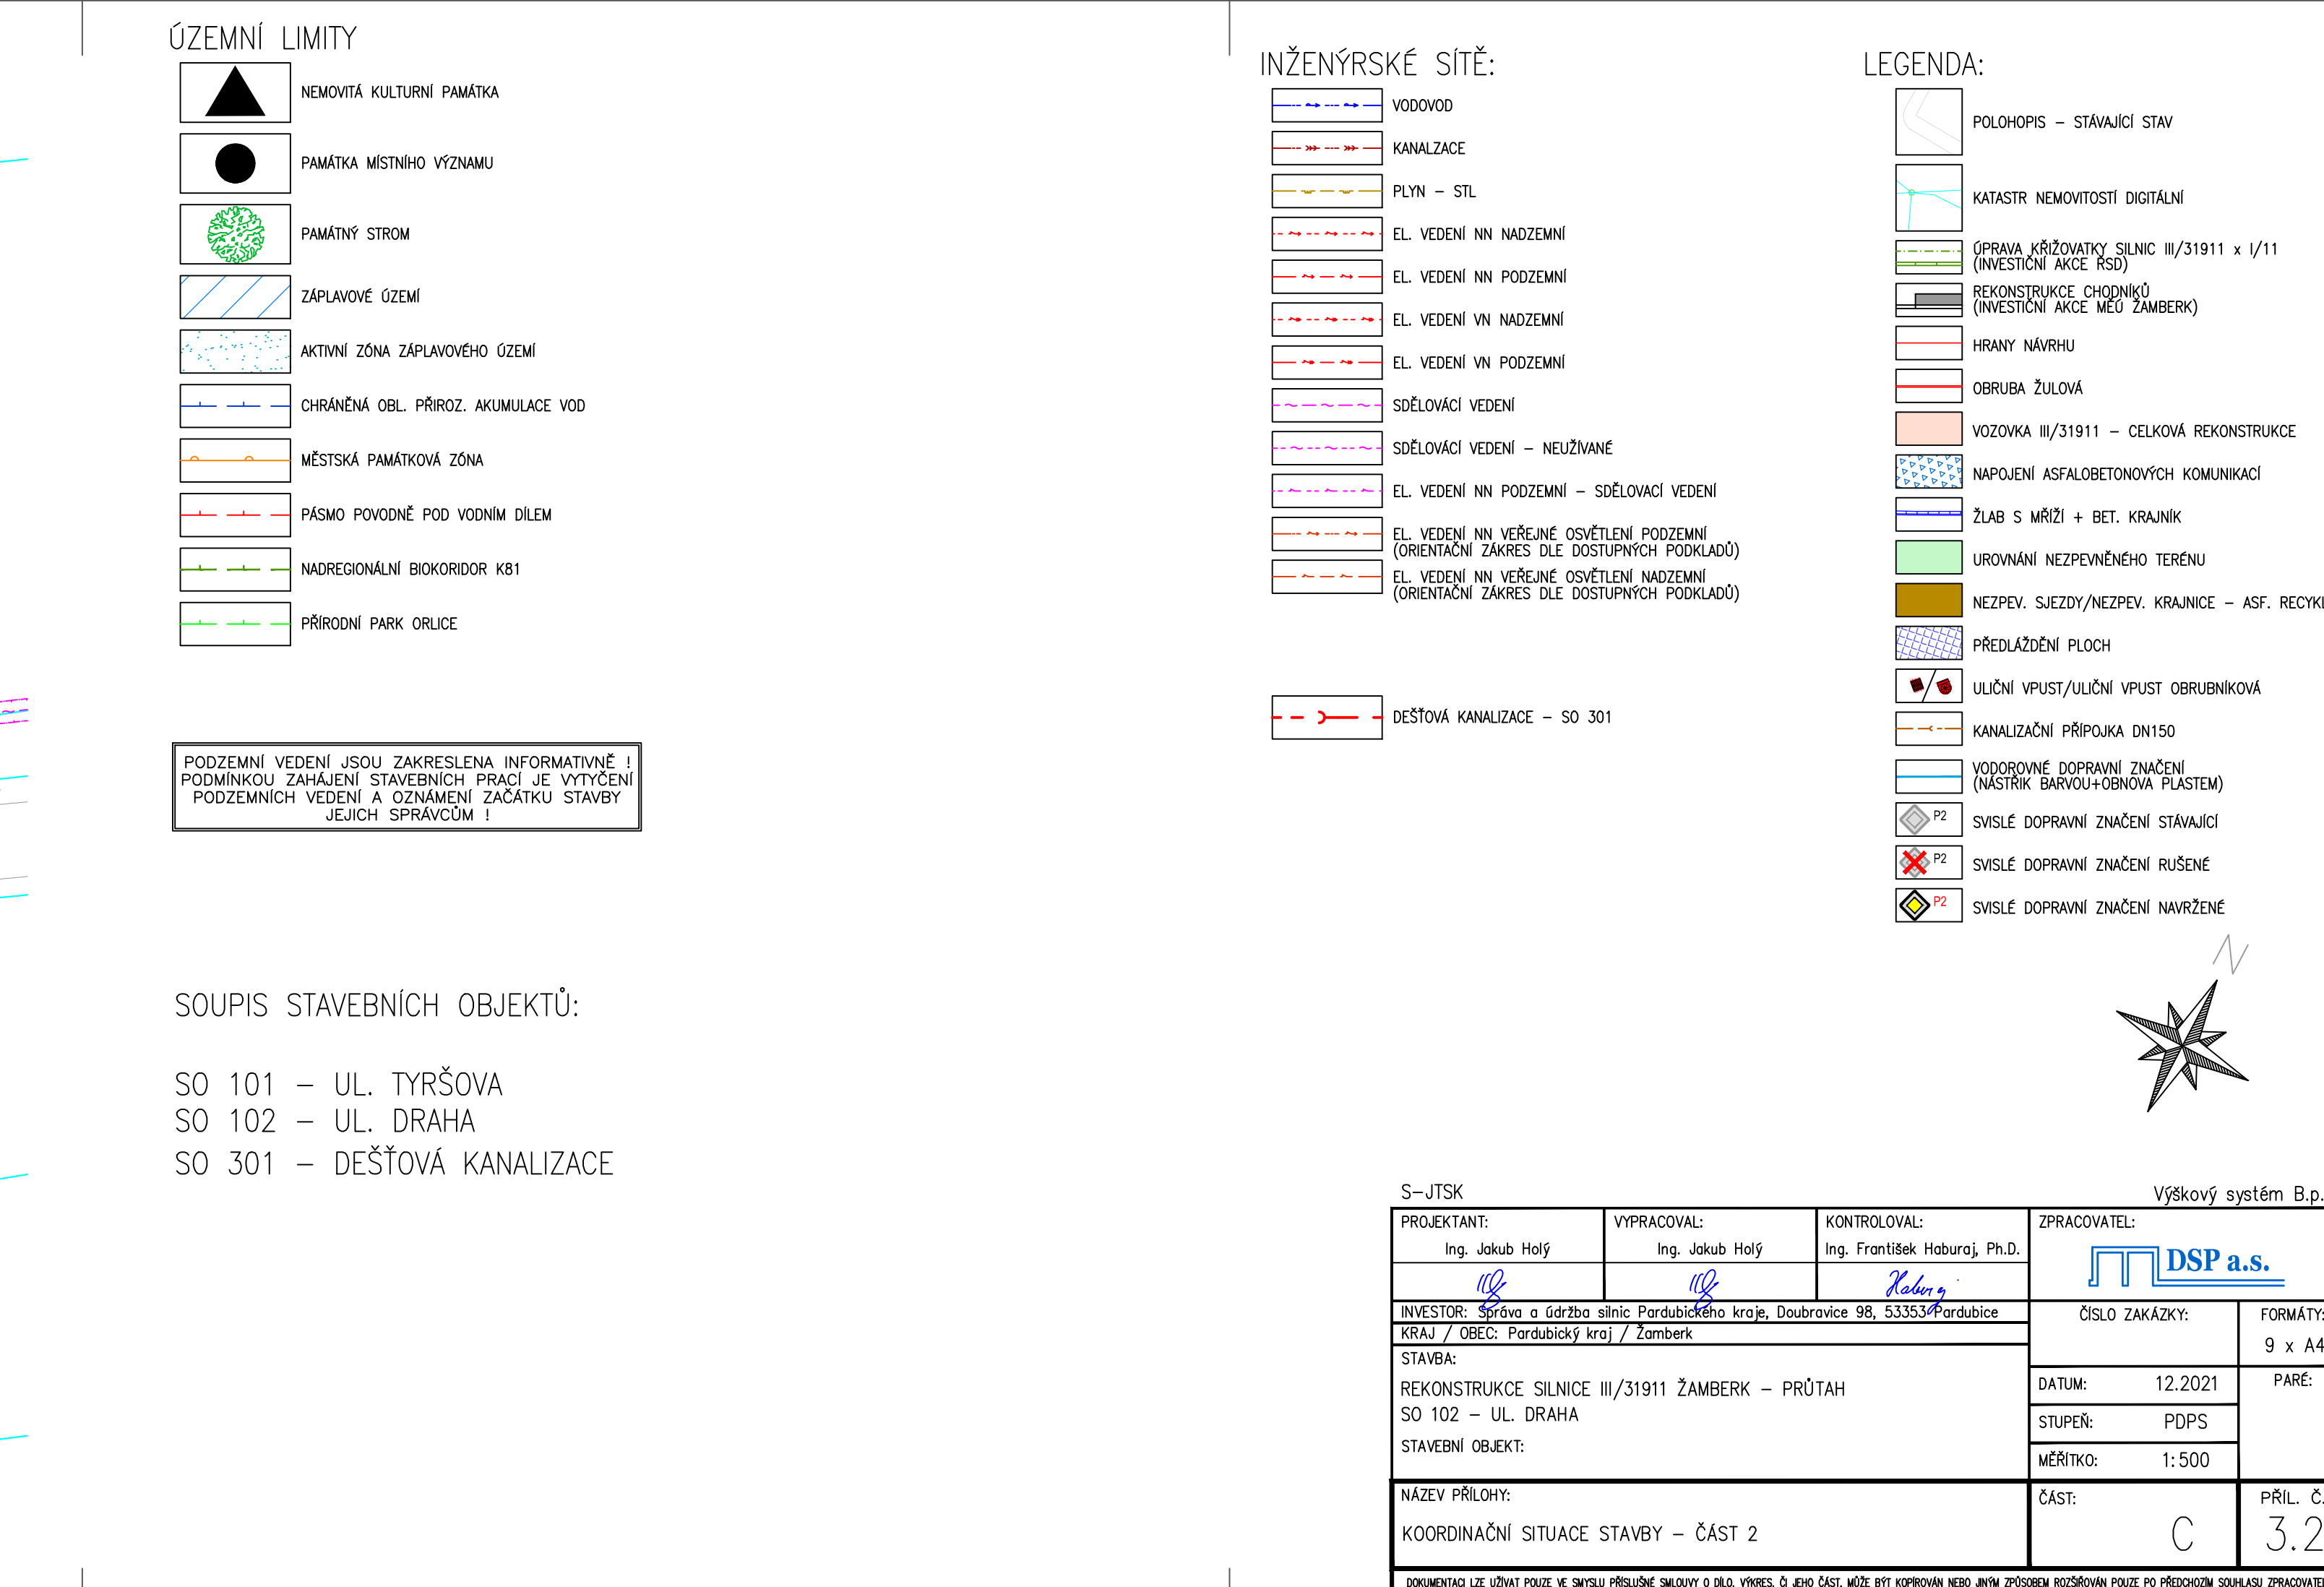 ÚZEMNÍ LIMITY
NEMOVITÁ KULTURNÍ PAMÁTKA
PAMÁTKA MÍSTNÍHO VÝZNAMU
PAMÁTNÝ STROM
ZÁPLAVOVÉ ÚZEMÍ
AKTIVNÍ ZÓNA ZÁPLAVOVÉHO ÚZEMÍ
CHRÁNĚNÁ OBL. PŘIROZ. AKUMULACE VOD
MĚSTSKÁ PAMÁTKOVÁ ZÓNA
PÁSMO POVODNĚ POD VODNÍM DÍLEM
NADREGIONÁLNÍ BIOKORIDOR K81
PŘÍRODNÍ PARK ORLICE
PODZEMNÍ VEDENÍ JSOU ZAKRESLENA INFORMATIVNĚ !
PODMÍNKOU ZAHÁJENÍ STAVEBNÍCH PRACÍ JE VYTYČENÍ
PODZEMNÍCH VEDENÍ A OZNÁMENÍ ZAČÁTKU STAVBY
JEJICH SPRÁVCŮM !
SOUPIS STAVEBNÍCH OBJEKTŮ:
SO 101 – UL. TYRŠOVA
SO 102 – UL. DRAHA
SO 301 – DEŠŤOVÁ KANALIZACE
INŽENÝRSKÉ SÍTĚ:
VODOVOD
KANALZACE
PLYN – STL
EL. VEDENÍ NN NADZEMNÍ
EL. VEDENÍ NN PODZEMNÍ
EL. VEDENÍ VN NADZEMNÍ
EL. VEDENÍ VN PODZEMNÍ
SDĚLOVÁCÍ VEDENÍ
SDĚLOVÁCÍ VEDENÍ – NEUŽÍVANÉ
EL. VEDENÍ NN PODZEMNÍ – SDĚLOVACÍ VEDENÍ
EL. VEDENÍ NN VEŘEJNÉ OSVĚTLENÍ PODZEMNÍ
(ORIENTAČNÍ ZÁKRES DLE DOSTUPNÝCH PODKLADŮ)
EL. VEDENÍ NN VEŘEJNÉ OSVĚTLENÍ NADZEMNÍ
(ORIENTAČNÍ ZÁKRES DLE DOSTUPNÝCH PODKLADŮ)
DEŠŤOVÁ KANALIZACE – SO 301
LEGENDA:
POLOHOPIS – STÁVAJÍCÍ STAV
KATASTR NEMOVITOSTÍ DIGITÁLNÍ
ÚPRAVA KŘIŽOVATKY SILNIC III/31911 x I/11
(INVESTIČNÍ AKCE ŘSD)
REKONSTRUKCE CHODNÍKŮ
(INVESTIČNÍ AKCE MĚÚ ŽAMBERK)
HRANY NÁVRHU
OBRUBA ŽULOVÁ
VOZOVKA III/31911 – CELKOVÁ REKONSTRUKCE
NAPOJENÍ ASFALOBETONOVÝCH KOMUNIKACÍ
ŽLAB S MŘÍŽÍ + BET. KRAJNÍK
UROVNÁNÍ NEZPEVNĚNÉHO TERÉNU
NEZPEV. SJEZDY/NEZPEV. KRAJNICE – ASF. RECYKL
PŘEDLÁŽDĚNÍ PLOCH
ULIČNÍ VPUST/ULIČNÍ VPUST OBRUBNÍKOVÁ
KANALIZAČNÍ PŘÍPOJKA DN150
VODOROVNÉ DOPRAVNÍ ZNAČENÍ
(NÁSTŘIK BARVOU+OBNOVA PLASTEM)
P2 SVISLÉ DOPRAVNÍ ZNAČENÍ STÁVAJÍCÍ
P2 SVISLÉ DOPRAVNÍ ZNAČENÍ RUŠENÉ
P2 SVISLÉ DOPRAVNÍ ZNAČENÍ NAVRŽENÉ
N
S–JTSK
Výškový systém B.p.
PROJEKTANT:
Ing. Jakub Holý
VYPRACOVAL:
Ing. Jakub Holý
KONTROLOVAL:
Ing. František Haburaj, Ph.D.
ZPRACOVATEL:
DSP a.s.
INVESTOR: Správa a údržba silnic Pardubického kraje, Doubravice 98, 53353 Pardubice
KRAJ / OBEC: Pardubický kraj / Žamberk
STAVBA:
REKONSTRUKCE SILNICE III/31911 ŽAMBERK – PRŮTAH
SO 102 – UL. DRAHA
STAVEBNÍ OBJEKT:
ČÍSLO ZAKÁZKY:
FORMÁTY:
9 x A4
DATUM: 12.2021
PARÉ:
STUPEŇ: PDPS
MĚŘÍTKO: 1:500
NÁZEV PŘÍLOHY:
KOORDINAČNÍ SITUACE STAVBY – ČÁST 2
ČÁST:
C
PŘÍL. Č.
3.2
DOKUMENTACI LZE UŽÍVAT POUZE VE SMYSLU PŘÍSLUŠNÉ SMLOUVY O DÍLO. VÝKRES, ČI JEHO ČÁST, MŮŽE BÝT KOPÍROVÁN NEBO JINÝM ZPŮSOBEM ROZŠIŘOVÁN POUZE PO PŘEDCHOZÍM SOUHLASU ZPRACOVATE